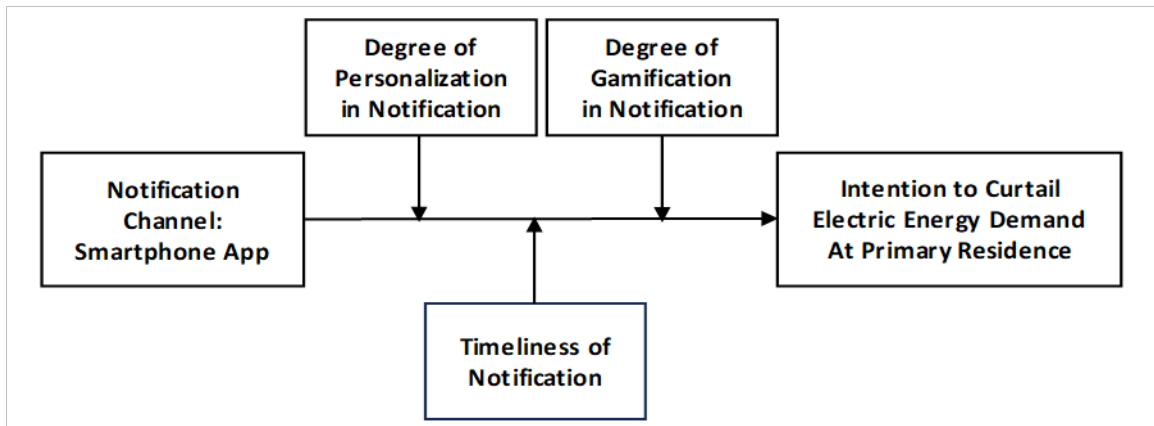 Degree of
Personalization
in Notification
Degree of
Gamification
in Notification
Notification
Channel:
Smartphone App
Intention to Curtail
Electric Energy Demand
At Primary Residence
Timeliness of
Notification